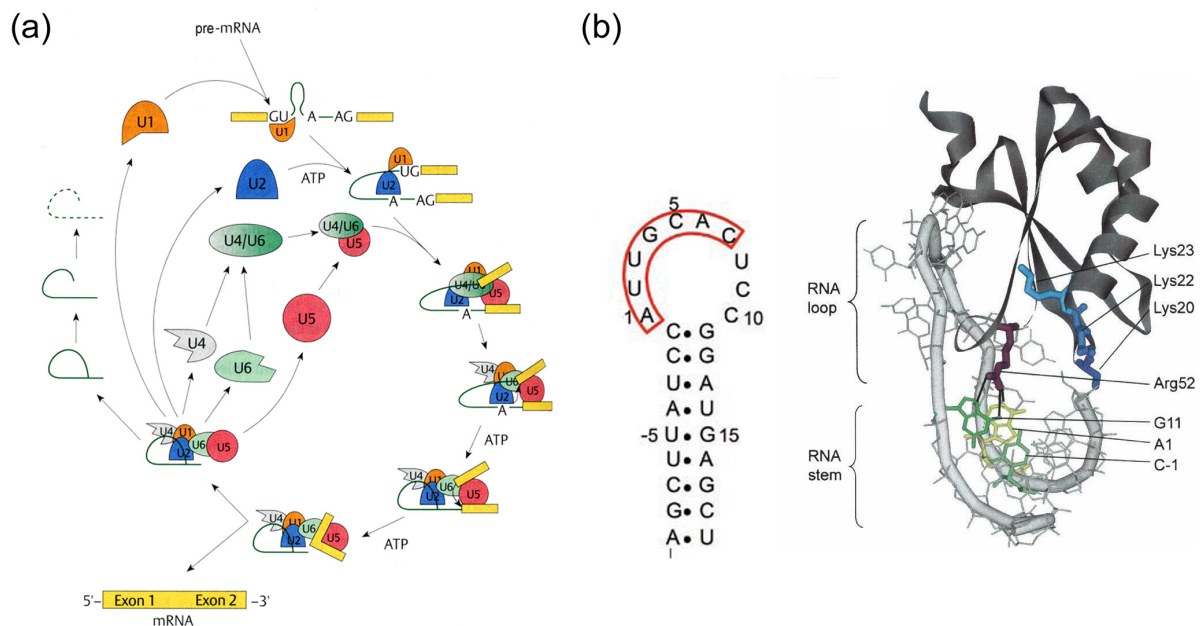 (a)
pre-mRNA
U1
GU
A
AG
U1
U2
ATP
U1
UG
U2
A
AG
U4/U6
U4/U6
U5
U1
U4/U6
U2
U5
A
U5
U4
U6
U4
U1
U6
U2
U5
A
ATP
U4
U1
U2
U6
U5
U4
U1
U2
U6
U5
ATP
U4
U1
U2
U6
U5
5'– Exon 1 Exon 2 –3'
mRNA
(b)
5
U G C A C
U U
U C
1 A C 10
C G
C G
U A
A U
-5 U G 15
U A
C G
G C
A U
RNA
loop
RNA
stem
Lys23
Lys22
Lys20
Arg52
G11
A1
C-1